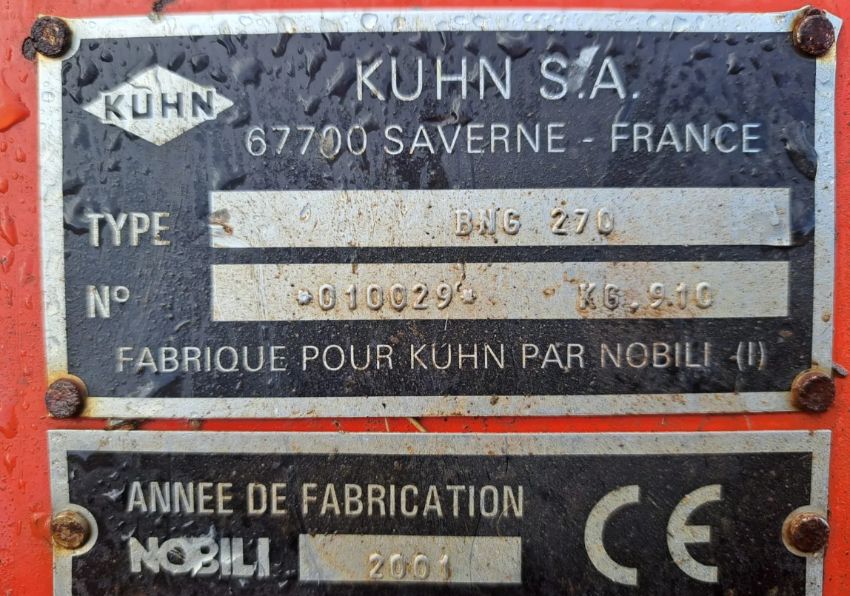 KUHN
KUHN S.A.
67700 SAVERNE - FRANCE
TYPE BNG 270
Nº *010029* KG.910
FABRIQUE POUR KUHN PAR NOBILI (I)
ANNEE DE FABRICATION
NOBILI 2001
CE